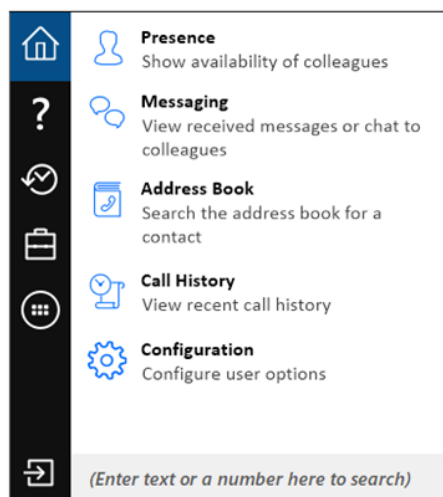 Presence
Show availability of colleagues
Messaging
View received messages or chat to
colleagues
Address Book
Search the address book for a
contact
Call History
View recent call history
Configuration
Configure user options
(Enter text or a number here to search)